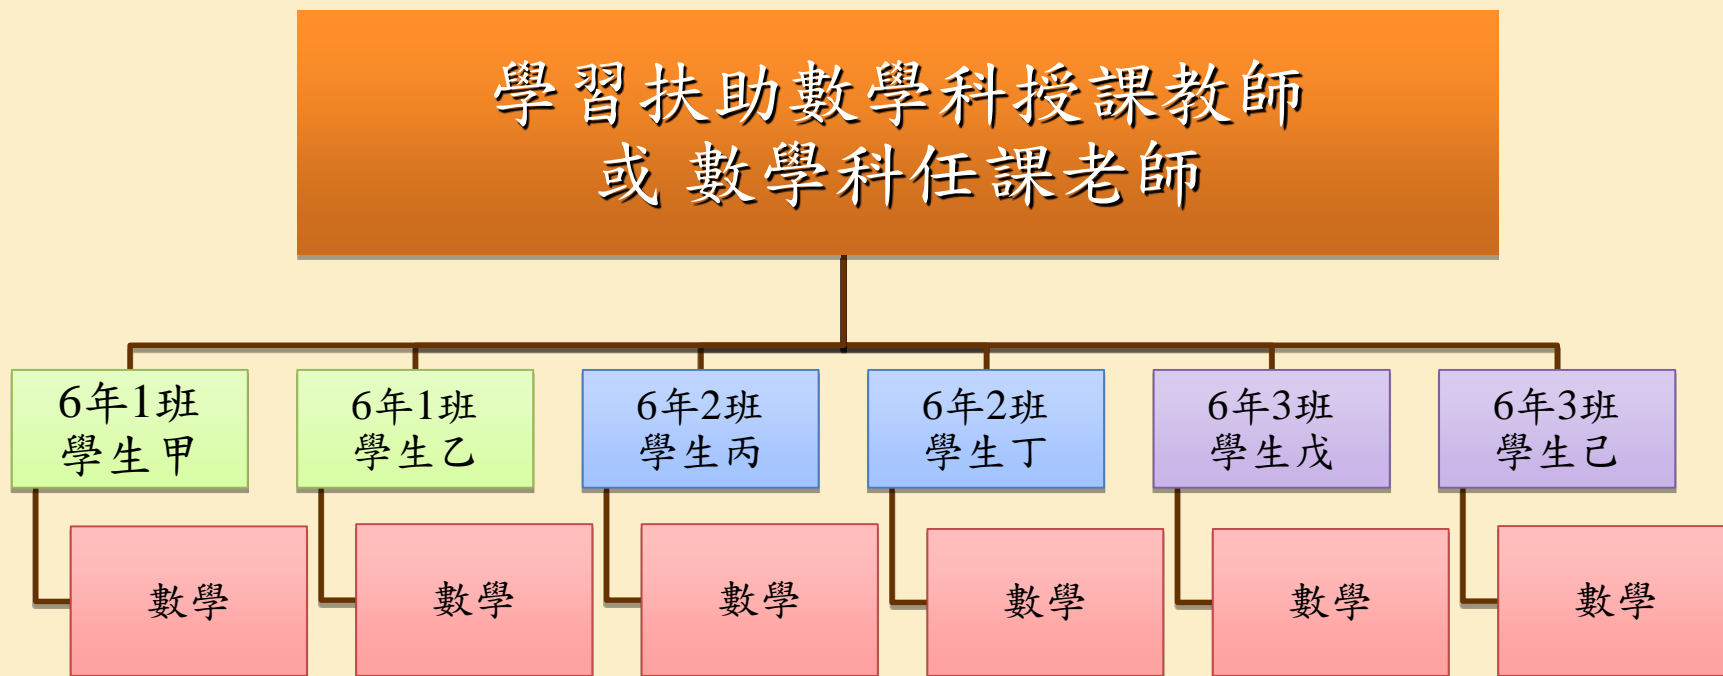 學習扶助數學科授課教師
或 數學科任課老師
6年1班
學生甲
6年1班
學生乙
6年2班
學生丙
6年2班
學生丁
6年3班
學生戊
6年3班
學生己
數學
數學
數學
數學
數學
數學